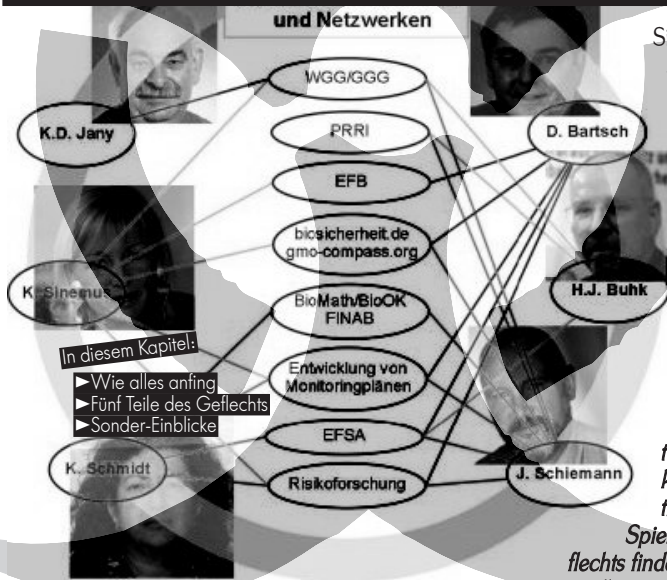 und Netzwerken
WGG/GGG
K.D. Jany
PRRI
D. Bartsch
EFB
biosicherheit.de
gmo-compass.org
K. Sinemus
H.J. Buhk
BioMath/BioOK
FINAB
In diesem Kapitel:
►Wie alles anfing
►Fünf Teile des Geflechts
►Sonder-Einblicke
Entwicklung von
Monitoringplänen
EFSA
K. Schmidt
J. Schiemann
Risikoforschung
Spiel
flechts finde